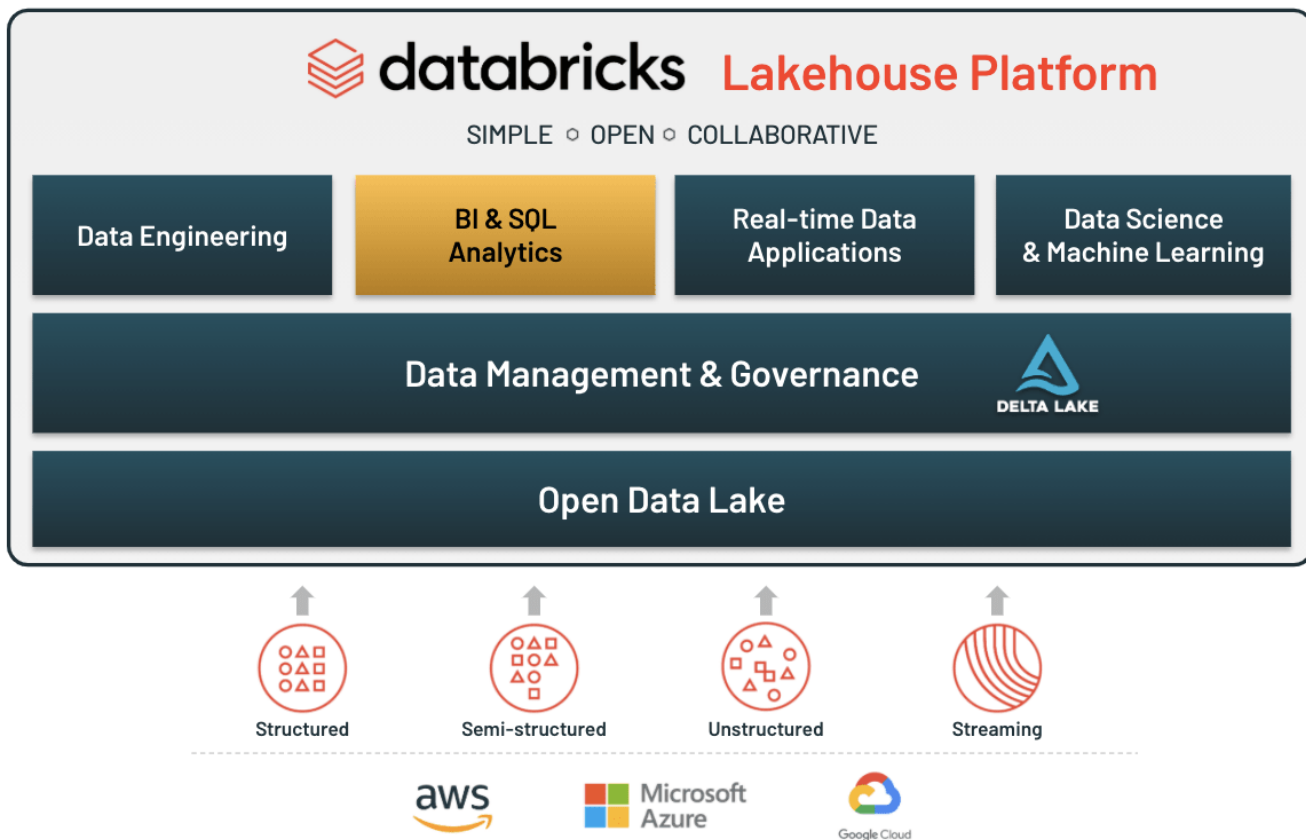 databricks Lakehouse Platform
SIMPLE OPEN COLLABORATIVE
Data Engineering
BI & SQL
Analytics
Real-time Data
Applications
Data Science
& Machine Learning
Data Management & Governance
DELTA LAKE
Open Data Lake
Structured
Semi-structured
Unstructured
Streaming
aws
Microsoft
Azure
Google Cloud